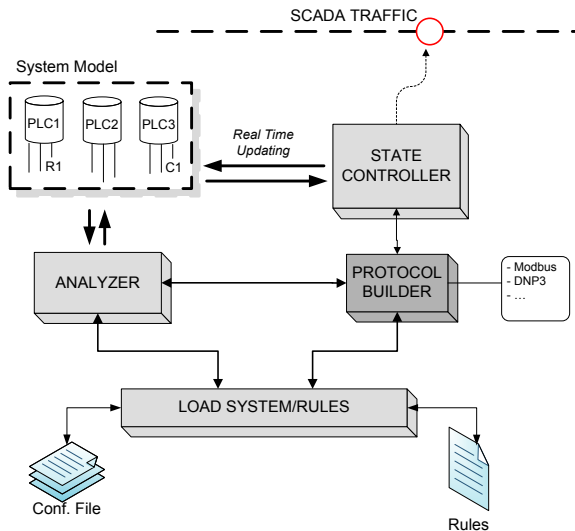 SCADA TRAFFIC
System Model
PLC1
PLC2
PLC3
R1
C1
Real Time
Updating
STATE
CONTROLLER
ANALYZER
PROTOCOL
BUILDER
- Modbus
- DNP3
- ...
LOAD SYSTEM/RULES
Conf. File
Rules